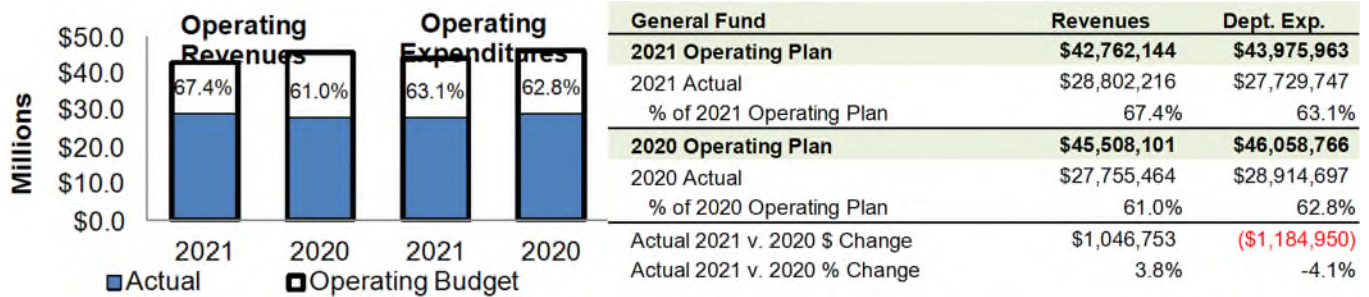 Operating Revenues
Operating Expenditures
$50.0
$40.0
$30.0
$20.0
$10.0
$0.0
Millions
67.4%
61.0%
63.1%
62.8%
2021
2020
2021
2020
Actual
Operating Budget
General Fund Revenues Dept. Exp.
2021 Operating Plan $42,762,144 $43,975,963
2021 Actual $28,802,216 $27,729,747
% of 2021 Operating Plan 67.4% 63.1%
2020 Operating Plan $45,508,101 $46,058,766
2020 Actual $27,755,464 $28,914,697
% of 2020 Operating Plan 61.0% 62.8%
Actual 2021 v. 2020 $ Change $1,046,753 ($1,184,950)
Actual 2021 v. 2020 % Change 3.8% -4.1%